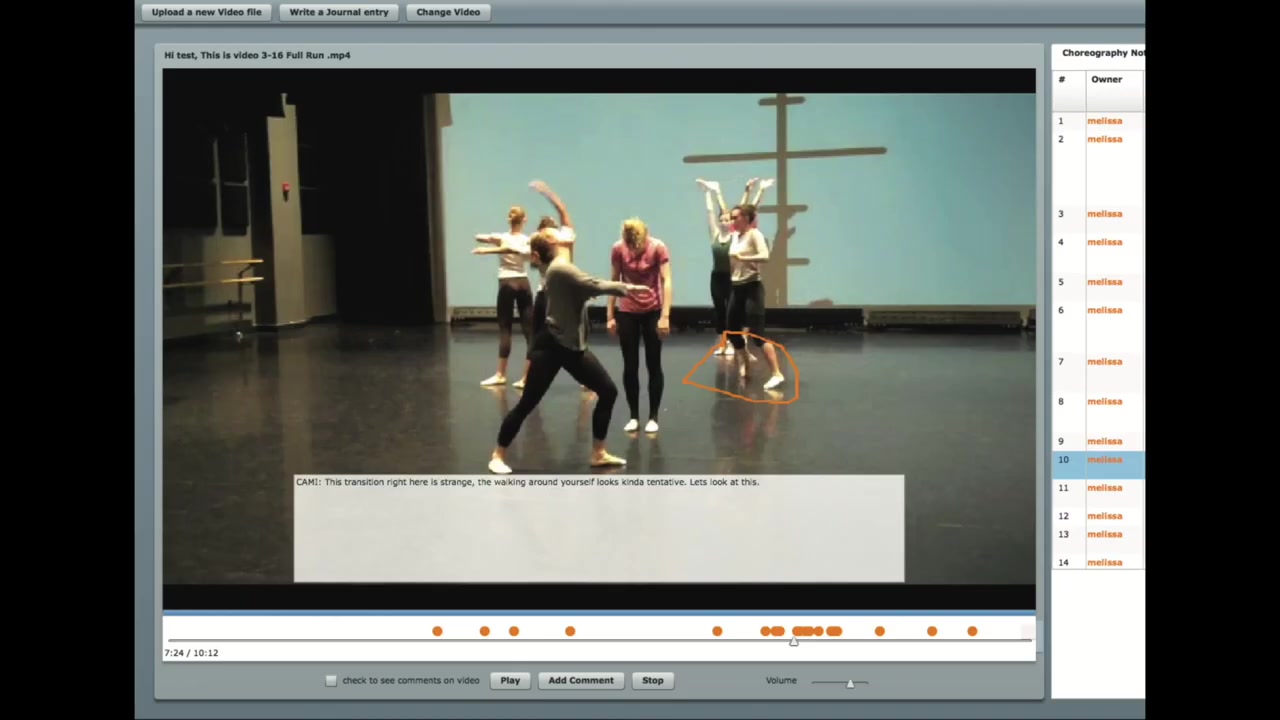 Upload a new Video file Write a Journal entry Change Video
Hi test, This is video 3-16 Full Run .mp4
Choreography Not
# Owner
1 melissa
2 melissa
3 melissa
4 melissa
5 melissa
6 melissa
7 melissa
8 melissa
9 melissa
10 melissa
11 melissa
12 melissa
13 melissa
14 melissa
CAMI: This transition right here is strange, the walking around yourself looks kinda tentative. Lets look at this.
7:24 / 10:12
check to see comments on video Play Add Comment Stop Volume